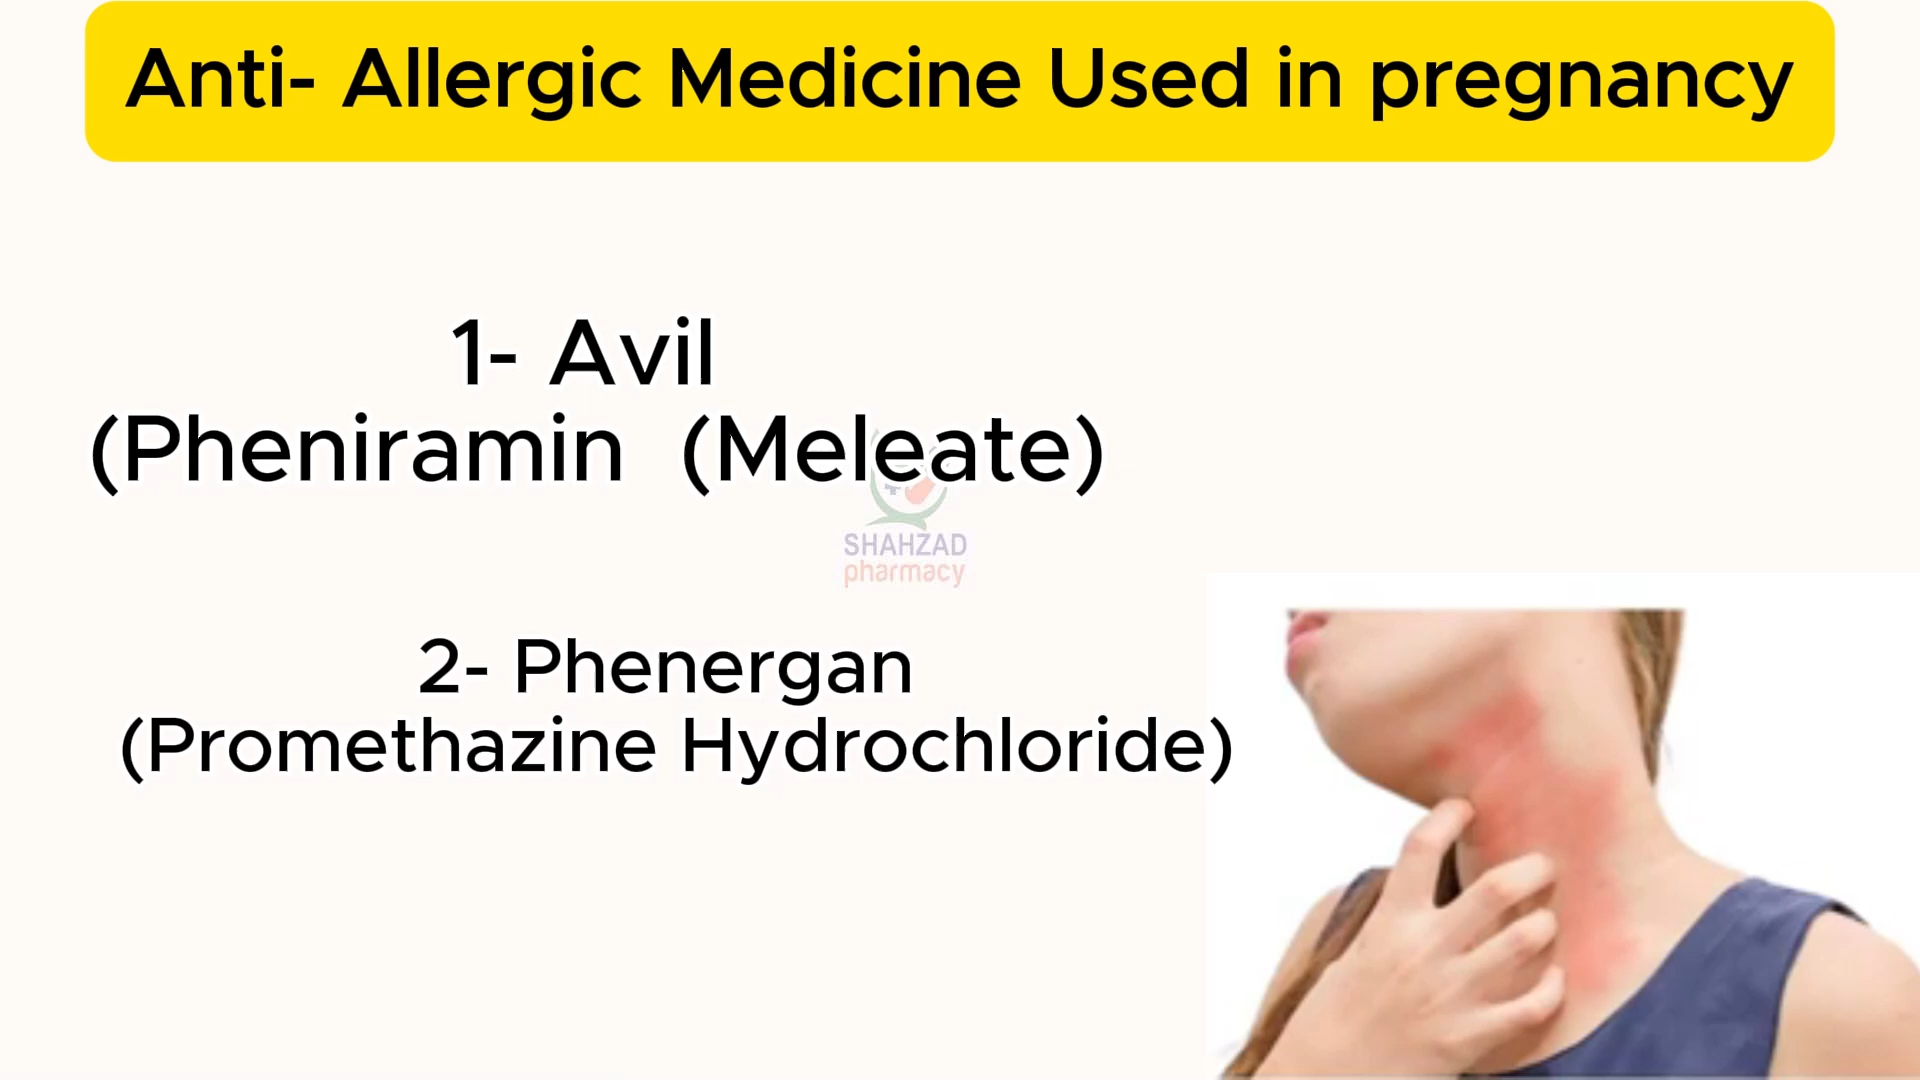 Anti- Allergic Medicine Used in pregnancy
1- Avil
(Pheniramin (Meleate)
SHAHZAD
pharmacy
2- Phenergan
(Promethazine Hydrochloride)